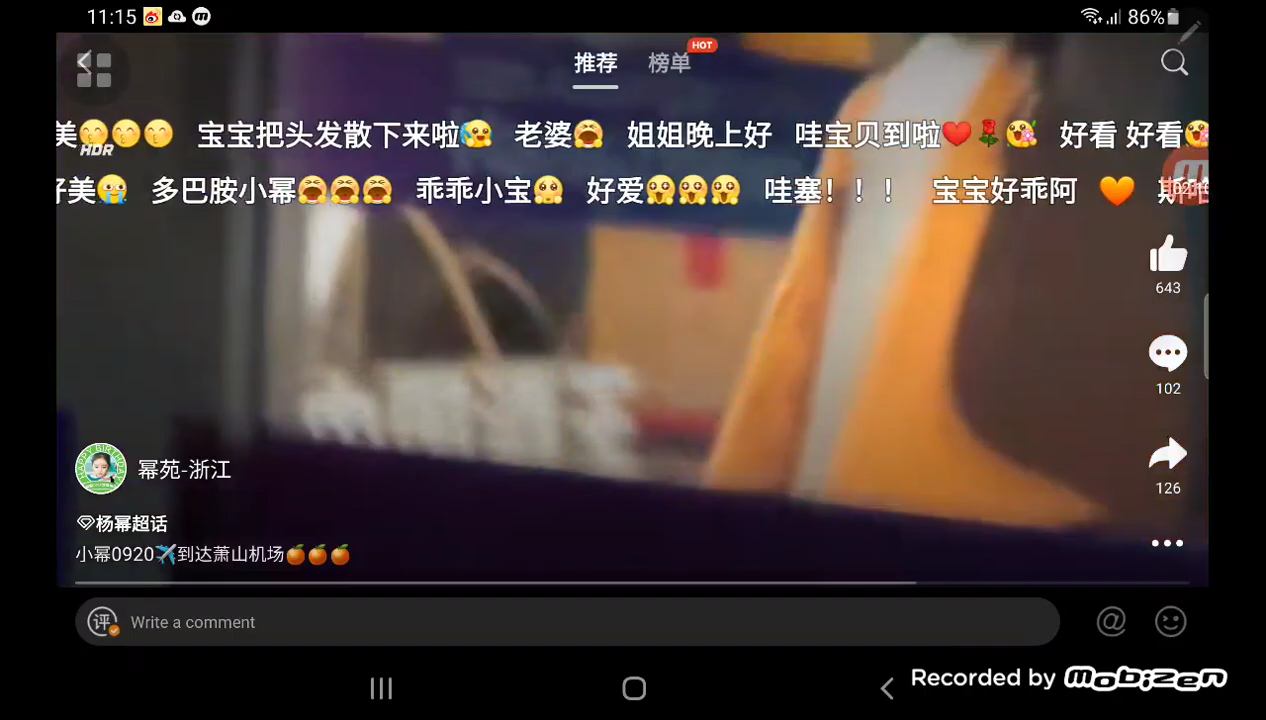 11:15
86%
推荐 榜单 HOT
美😙😙😙 宝宝把头发散下来啦🥰 老婆😫 姐姐晚上好 哇宝贝到啦❤️🌹😘 好看 好看
HDR
好美😭 多巴胺小幂😫😫😫 乖乖小宝🥺 好爱😲😲😲 哇塞！！！ 宝宝好乖阿 🧡
643
102
幂苑-浙江
126
杨幂超话
小幂0920✈️到达萧山机场🍊🍊🍊
评 Write a comment @
Recorded by mobizen